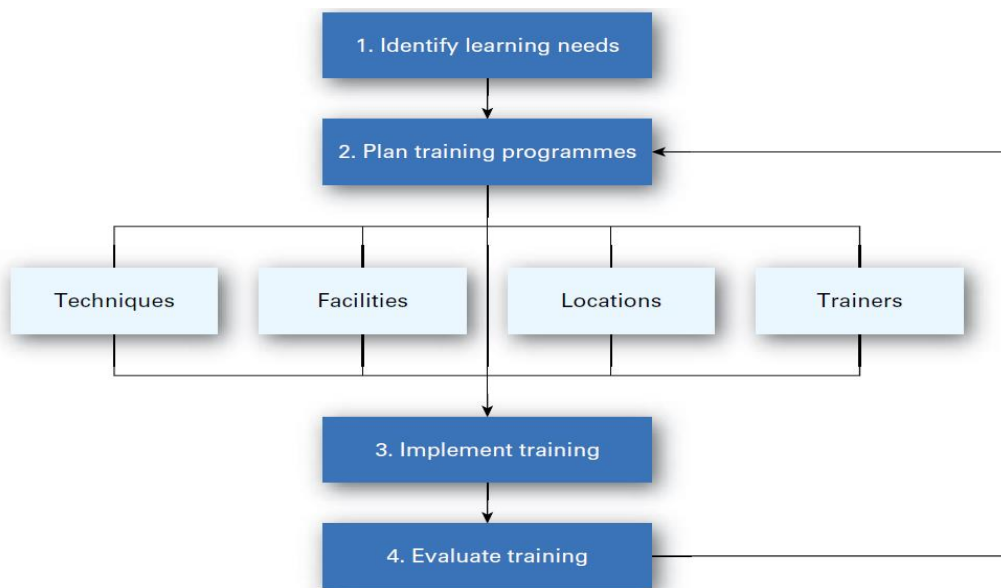 1. Identify learning needs
2. Plan training programmes
Techniques
Facilities
Locations
Trainers
3. Implement training
4. Evaluate training